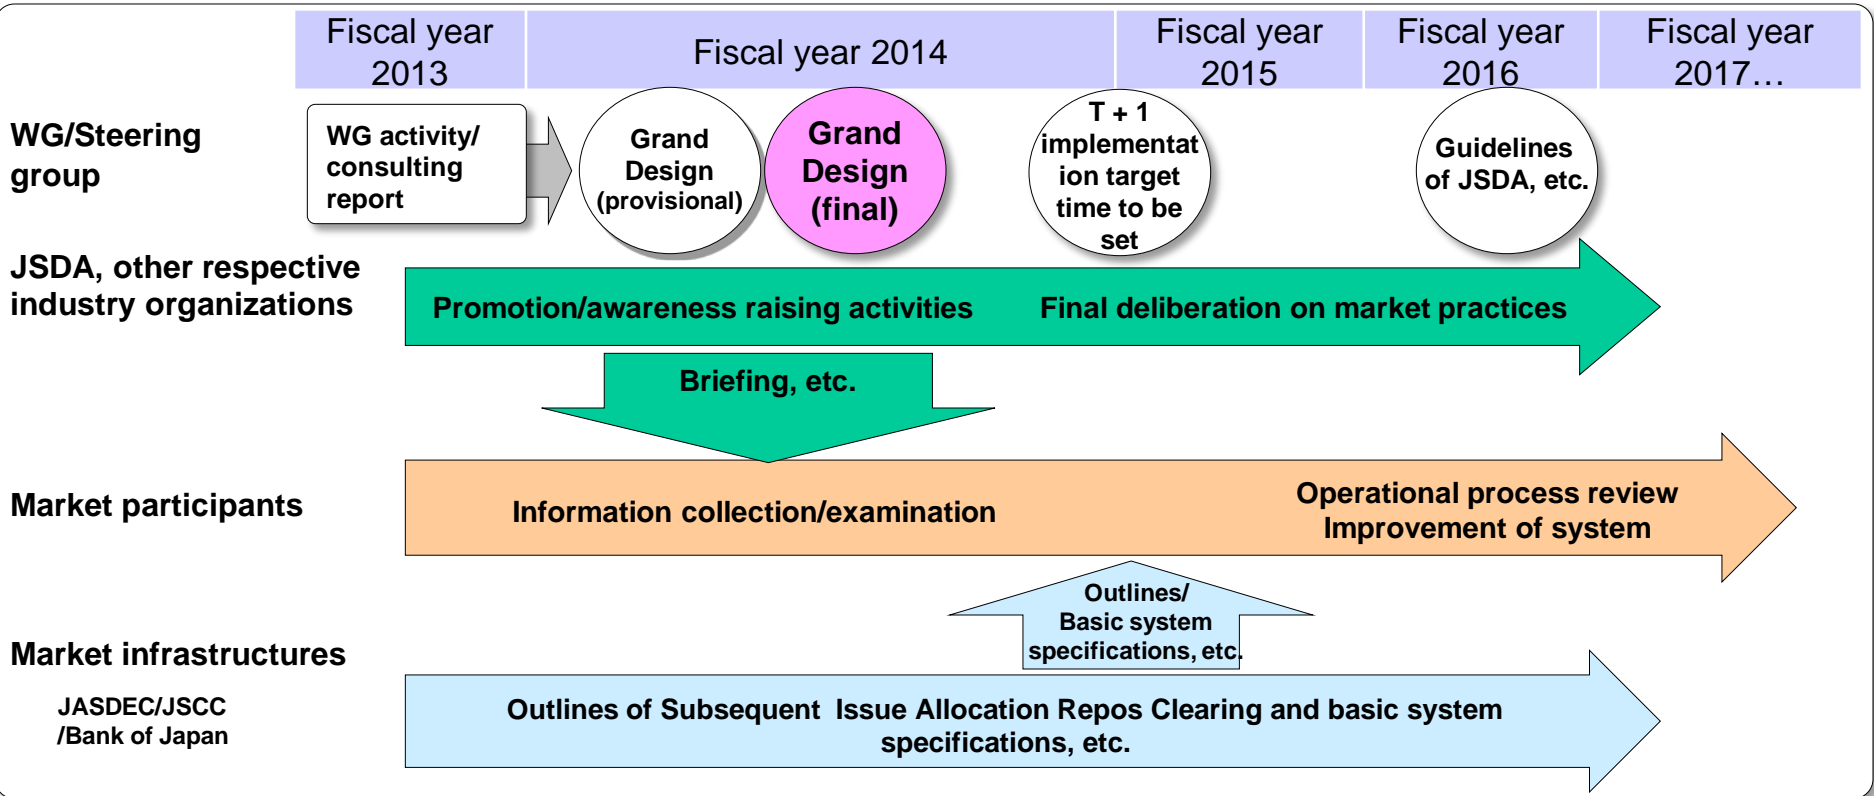 Fiscal year
2013
Fiscal year 2014
Fiscal year
2015
Fiscal year
2016
Fiscal year
2017…
WG/Steering
group
WG activity/
consulting
report
Grand
Design
(provisional)
Grand
Design
(final)
T + 1
implementat
ion target
time to be
set
Guidelines
of JSDA, etc.
JSDA, other respective
industry organizations
Promotion/awareness raising activities
Final deliberation on market practices
Briefing, etc.
Market participants
Information collection/examination
Operational process review
Improvement of system
Outlines/
Basic system
specifications, etc.
Market infrastructures
JASDEC/JSCC
/Bank of Japan
Outlines of Subsequent  Issue Allocation Repos Clearing and basic system
specifications, etc.